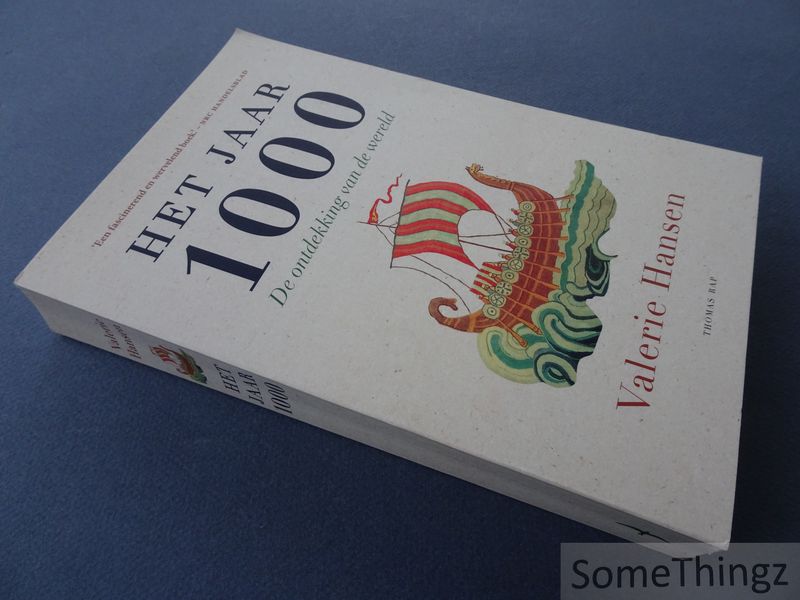 'Een fascinerend en wervelend boek.' – NRC HANDELSBLAD
HET JAAR
1000
De ontdekking van de wereld
Valerie Hansen
THOMAS RAP
Valerie
Hansen
HET
JAAR
1000
SomeThingz